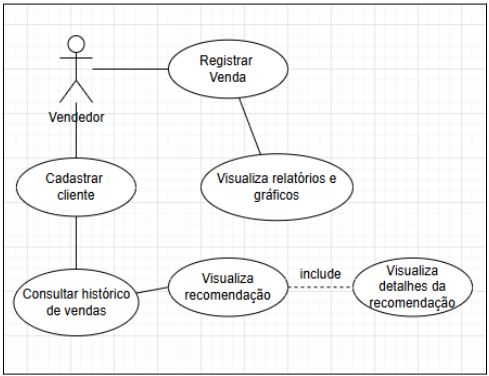 Registrar
Venda
Vendedor
Cadastrar
cliente
Visualiza relatórios e
gráficos
Consultar histórico
de vendas
Visualiza
recomendação
include
Visualiza
detalhes da
recomendação